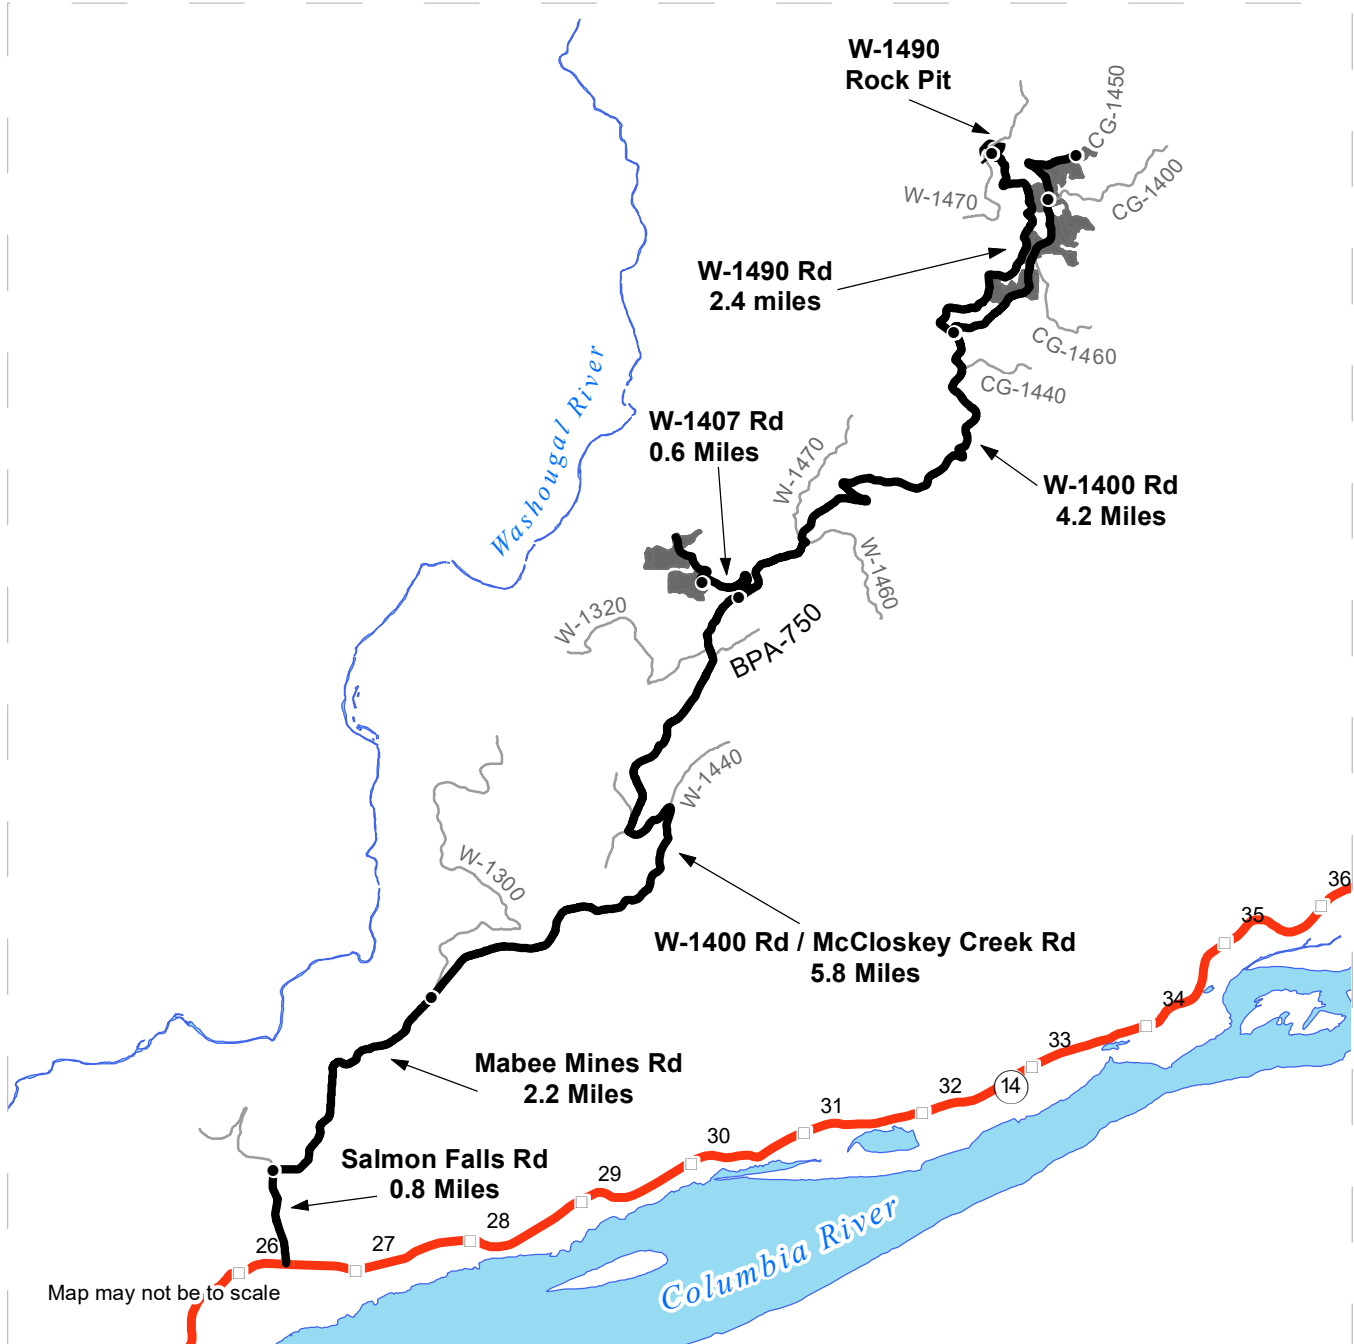 W-1490
Rock Pit
CG-1450
CG-1400
W-1470
W-1490 Rd
2.4 miles
CG-1460
CG-1440
Washougal River
W-1407 Rd
0.6 Miles
W-1470
W-1400 Rd
4.2 Miles
W-1460
W-1320
BPA-750
W-1440
W-1300
36
35
W-1400 Rd / McCloskey Creek Rd
5.8 Miles
34
33
Mabee Mines Rd
2.2 Miles
14
32
31
30
Salmon Falls Rd
0.8 Miles
29
28
27
26
Columbia River
Map may not be to scale